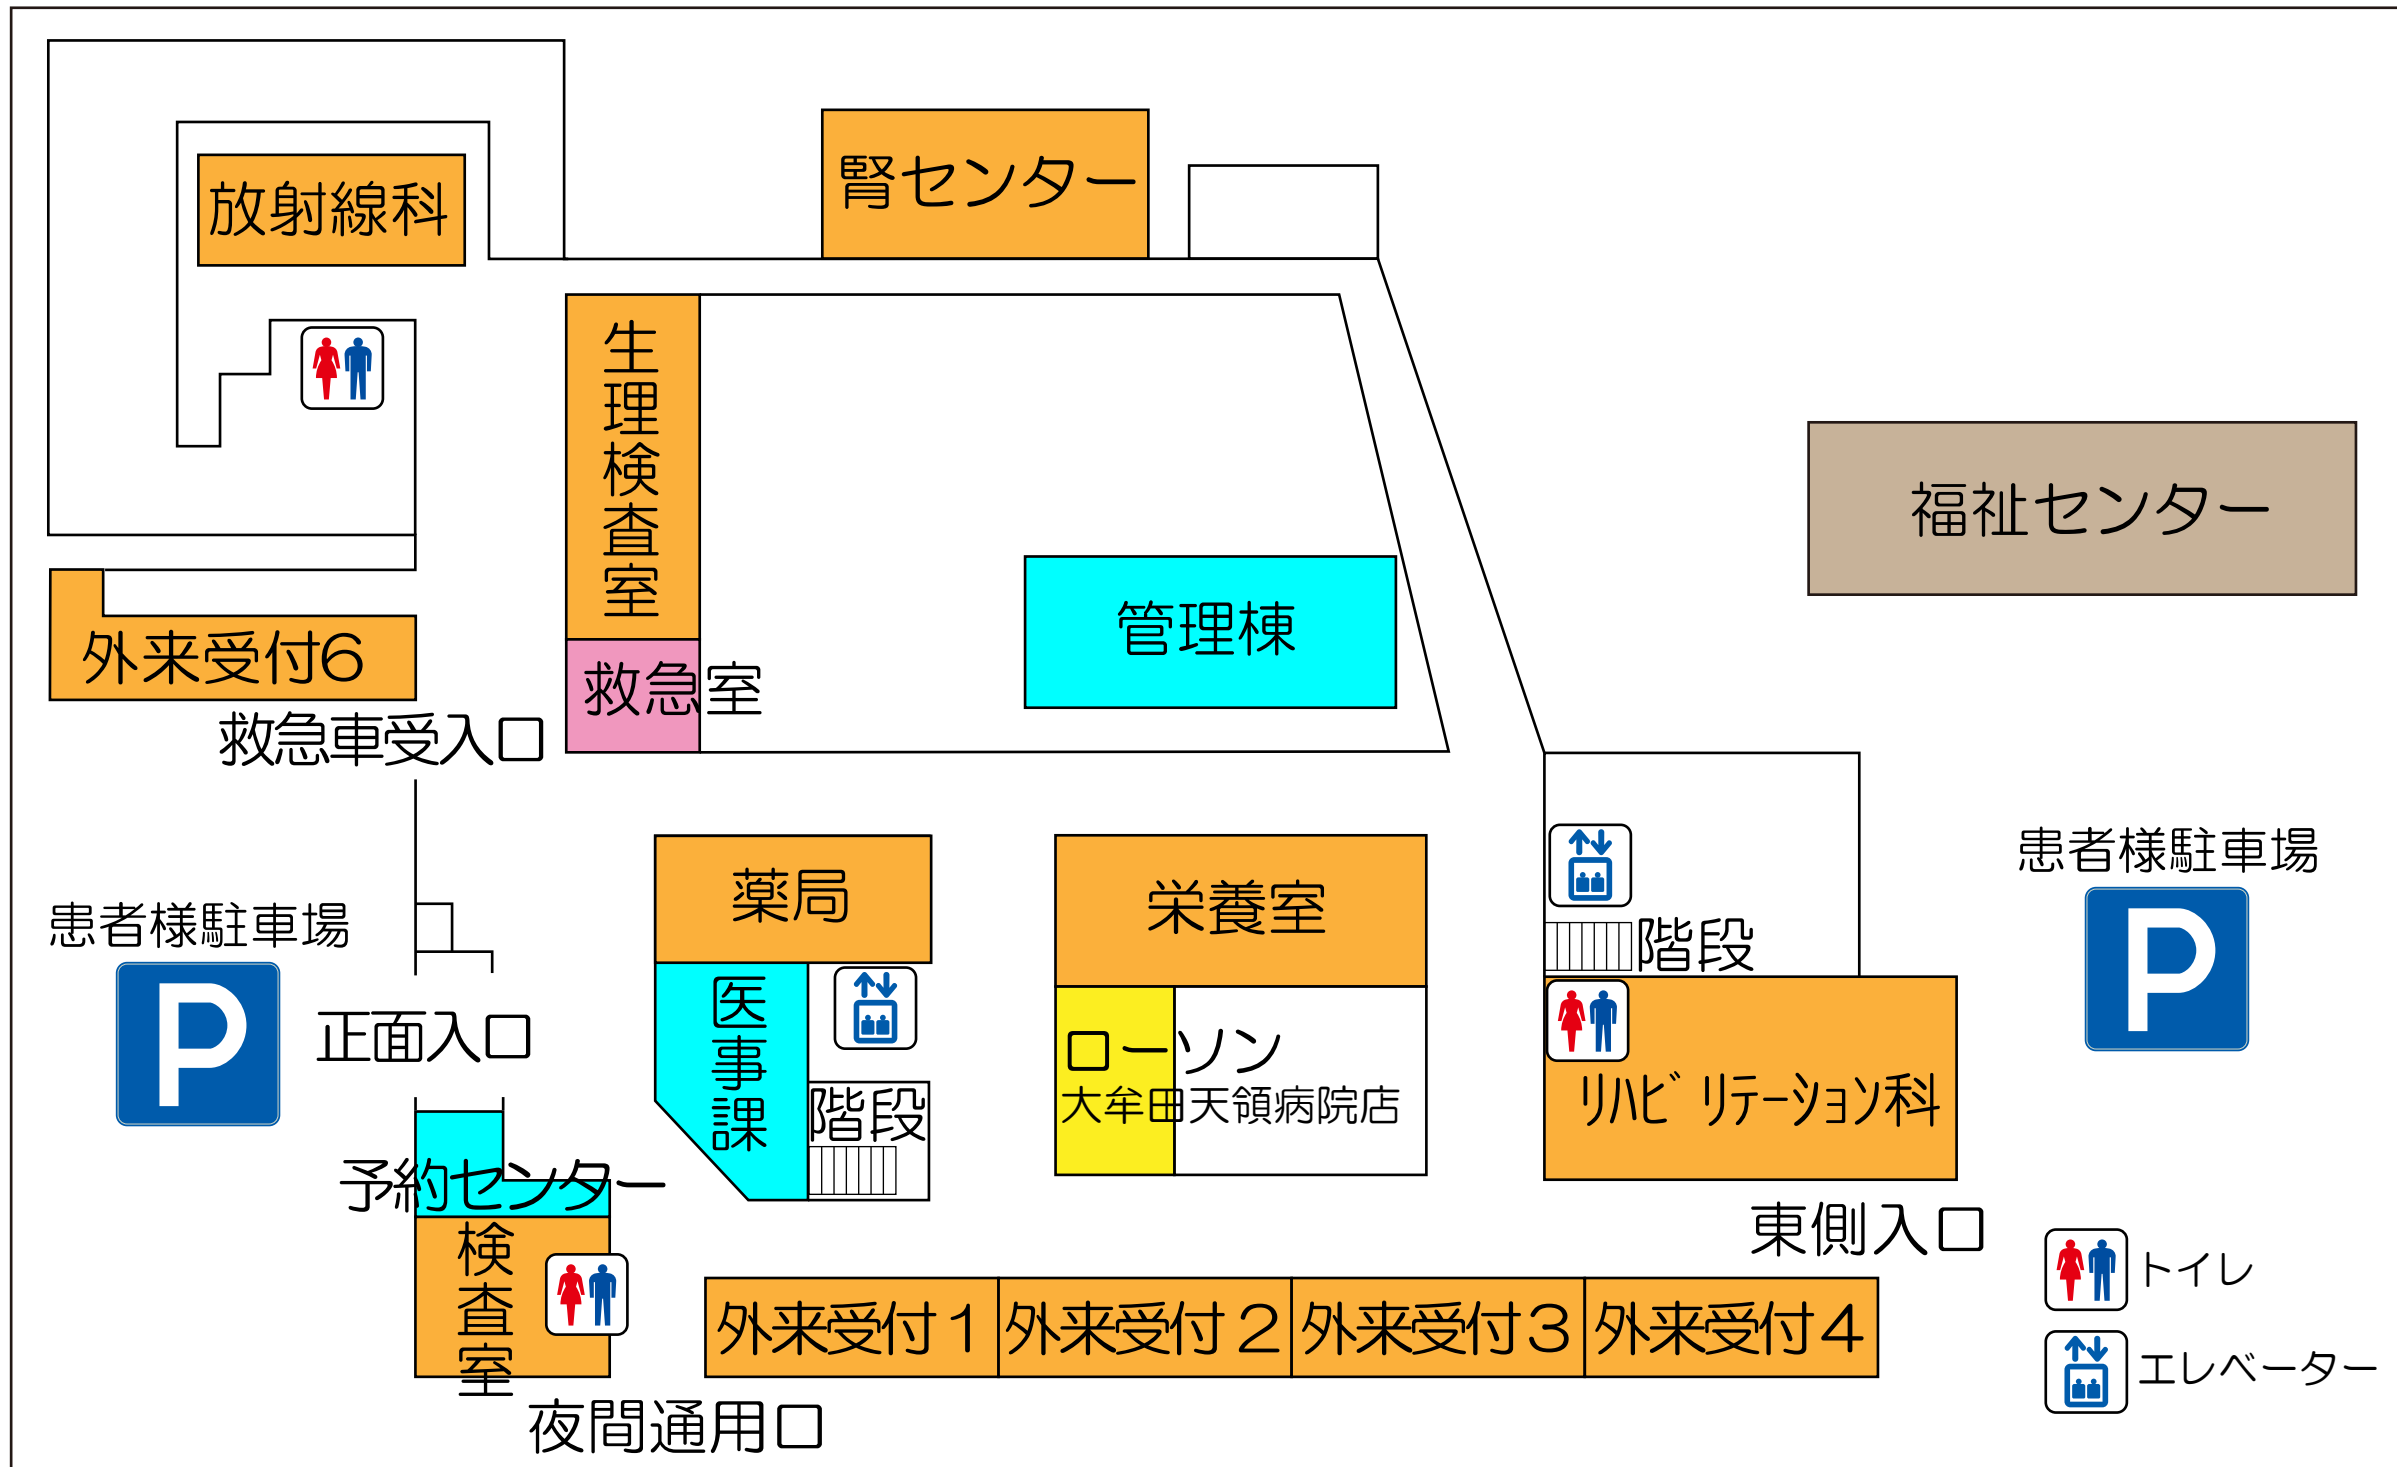 腎センター
放射線科
生理検査室
福祉センター
管理棟
外来受付6
救急室
救急車受入口
患者様駐車場
P
薬局
栄養室
階段
患者様駐車場
P
医事課
正面入口
ローソン
大牟田天領病院店
階段
リハビリテーション科
予約センター
東側入口
検査室
トイレ
外来受付1
外来受付2
外来受付3
外来受付4
エレベーター
夜間通用口